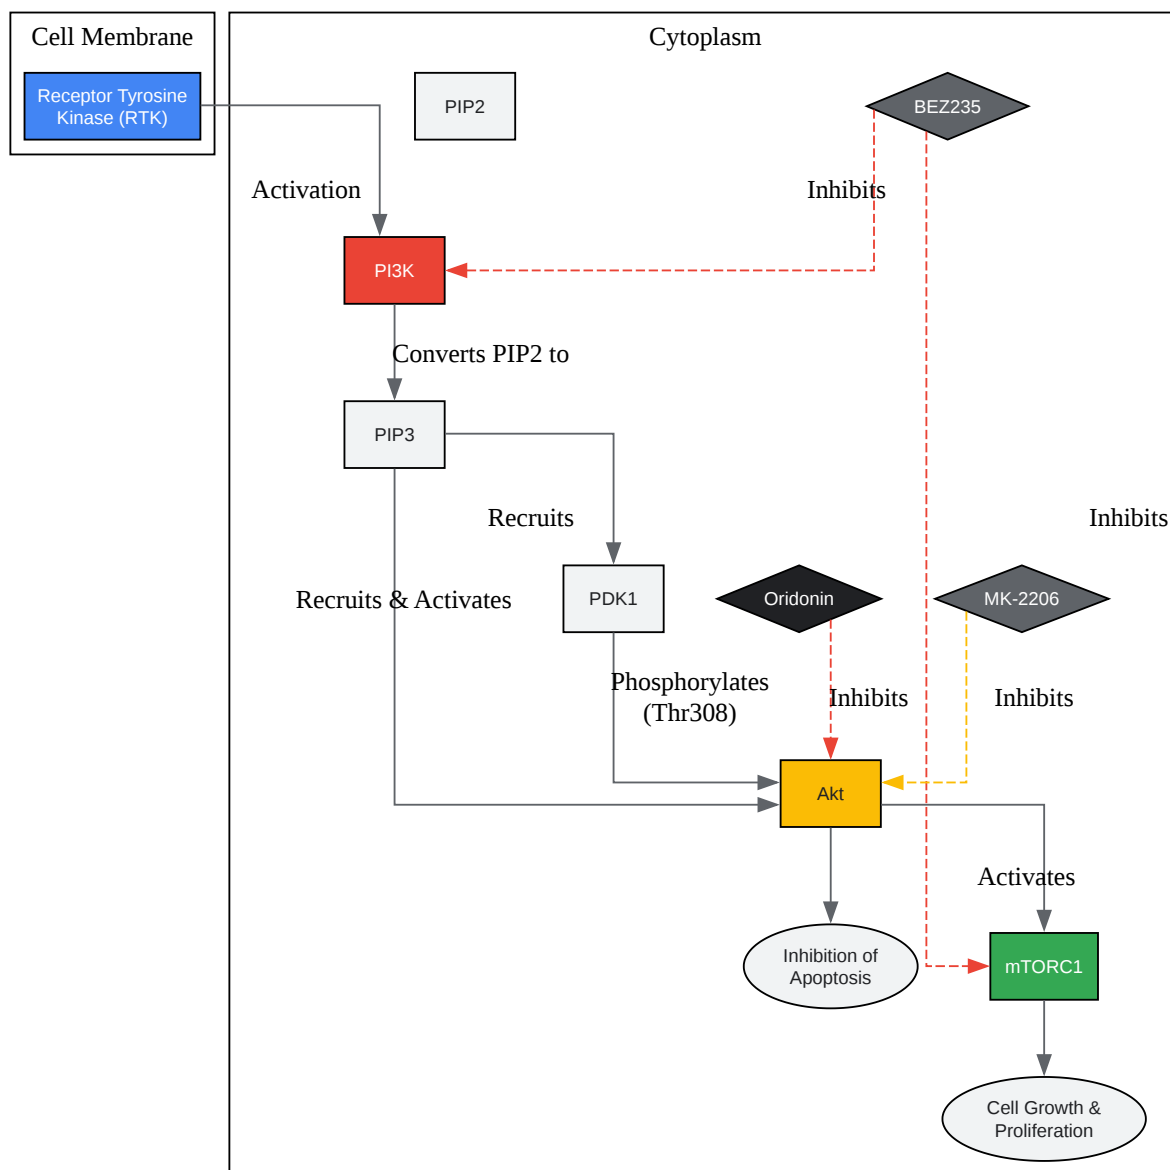 Cell Membrane
Cytoplasm
Receptor Tyrosine
Kinase (RTK)
PIP2
BEZ235
Activation
Inhibits
PI3K
Converts PIP2 to
PIP3
Recruits
Inhibits
Recruits & Activates
PDK1
Oridonin
MK-2206
Phosphorylates
(Thr308)
Inhibits
Inhibits
Akt
Activates
Inhibition of
Apoptosis
mTORC1
Cell Growth &
Proliferation